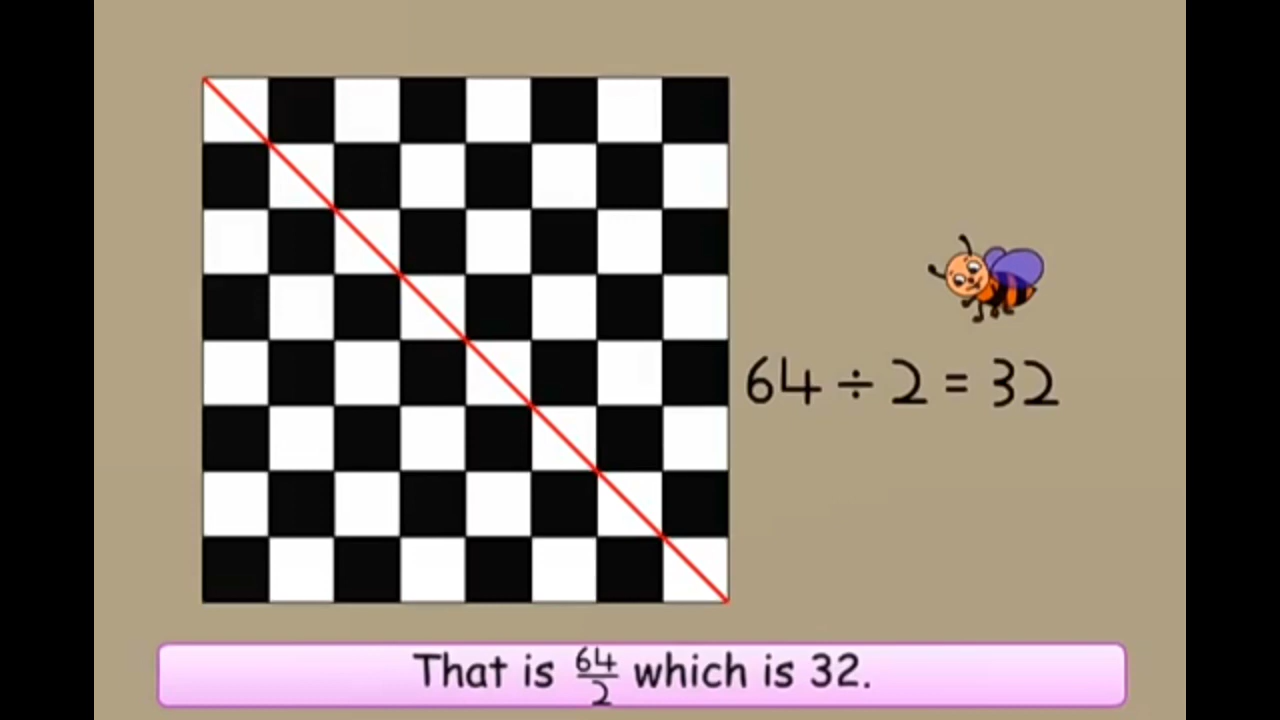 64 ÷ 2 = 32
That is 64/2 which is 32.